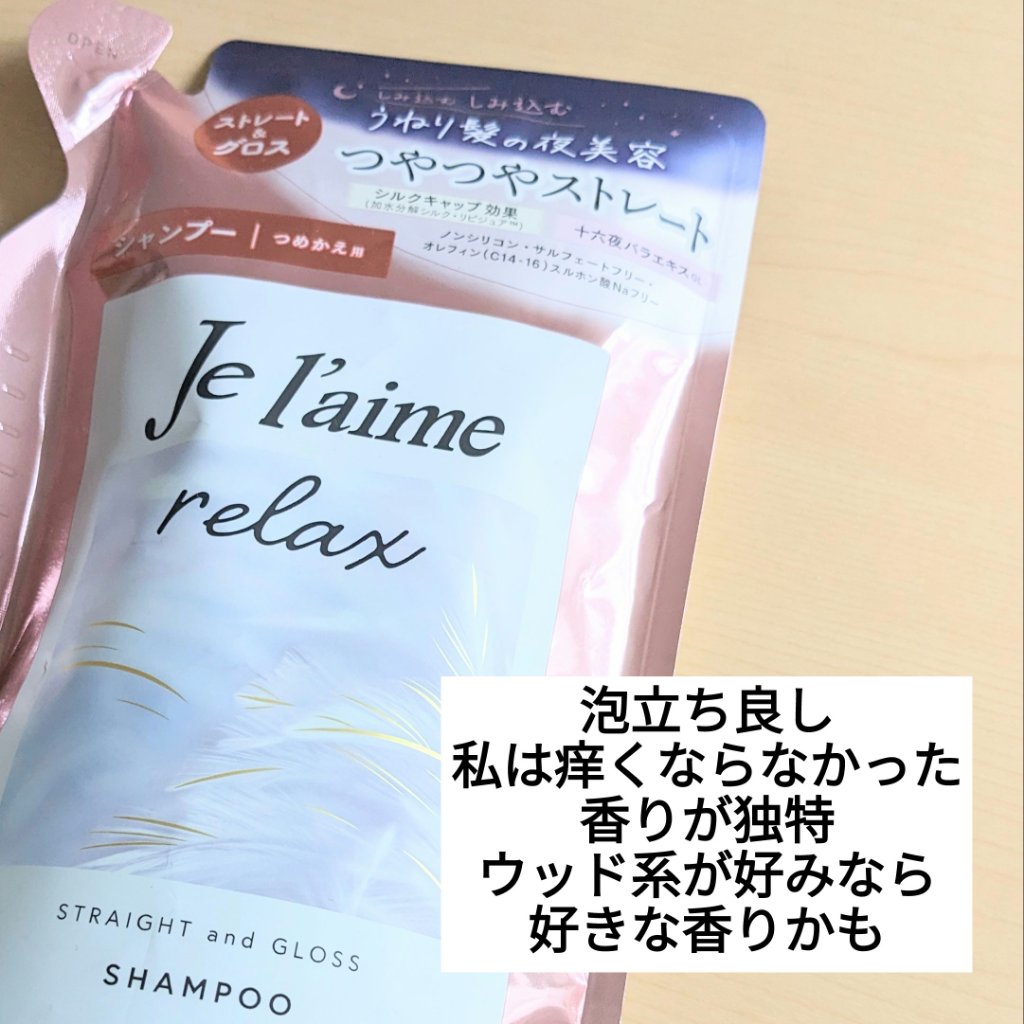 OPEN
しみ込む しみ込む
うねり髪の夜美容
つやつやストレート
ストレート
&
グロス
シルクキャップ効果
(加水分解シルク・リピジュア™)
十六夜バラエキス
ノンシリコン・サルフェートフリー・
オレフィン(C14-16)スルホン酸Naフリー
シャンプー | つめかえ用
Je l'aime
relax
STRAIGHT and GLOSS
SHAMPOO
泡立ち良し
私は痒くならなかった
香りが独特
ウッド系が好みなら
好きな香りかも